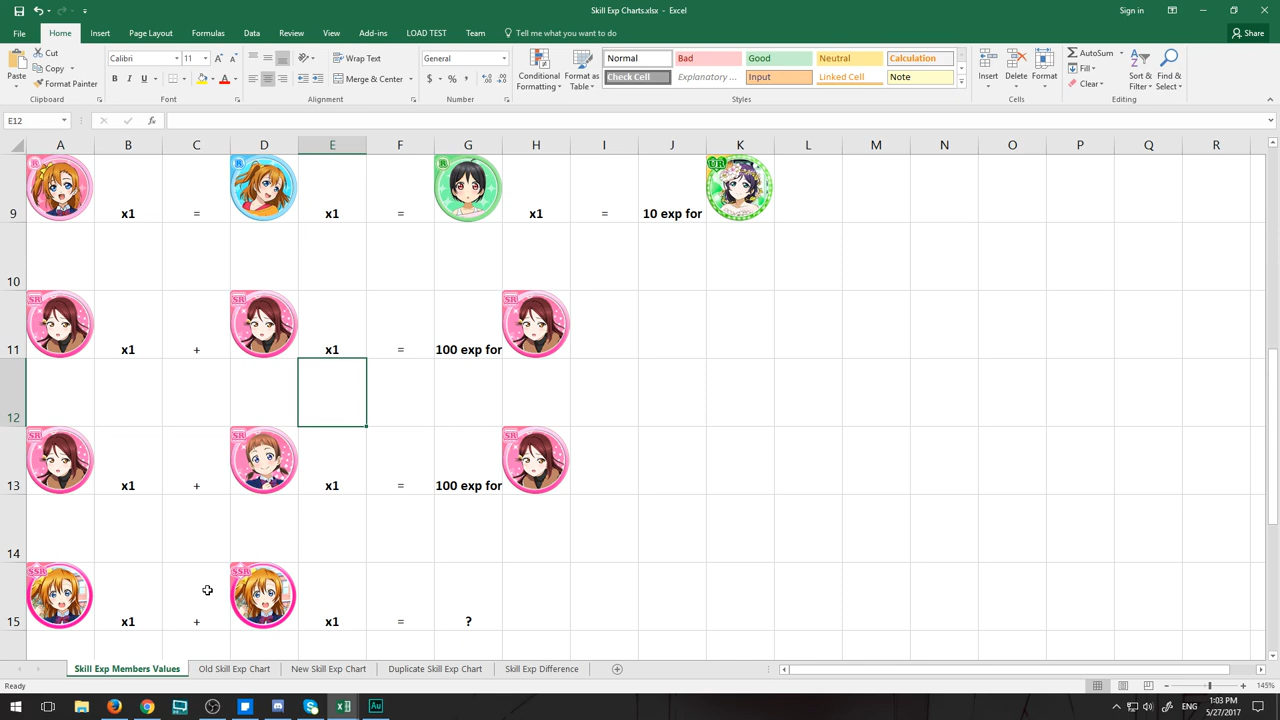 Skill Exp Charts.xlsx - Excel
Sign in
File Home Insert Page Layout Formulas Data Review View Add-ins LOAD TEST Team Tell me what you want to do
Share
Paste
Cut
Copy
Format Painter
Clipboard
Calibri 11
B I U
Font
Wrap Text
Merge & Center
Alignment
General
$ % ,
Number
Conditional Formatting
Format as Table
Normal Bad Good Neutral Calculation
Check Cell Explanatory ... Input Linked Cell Note
Styles
Insert Delete Format
Cells
AutoSum
Fill
Clear
Sort & Filter
Find & Select
Editing
E12
fx
A B C D E F G H I J K L M N O P Q R
R R R UR
9 x1 = x1 = x1 = 10 exp for
10
SR SR SR
11 x1 + x1 = 100 exp for
12
SR SR SR
13 x1 + x1 = 100 exp for
14
SSR SSR
15 x1 + x1 = ?
Skill Exp Members Values Old Skill Exp Chart New Skill Exp Chart Duplicate Skill Exp Chart Skill Exp Difference
Ready
145%
ENG
1:03 PM
5/27/2017